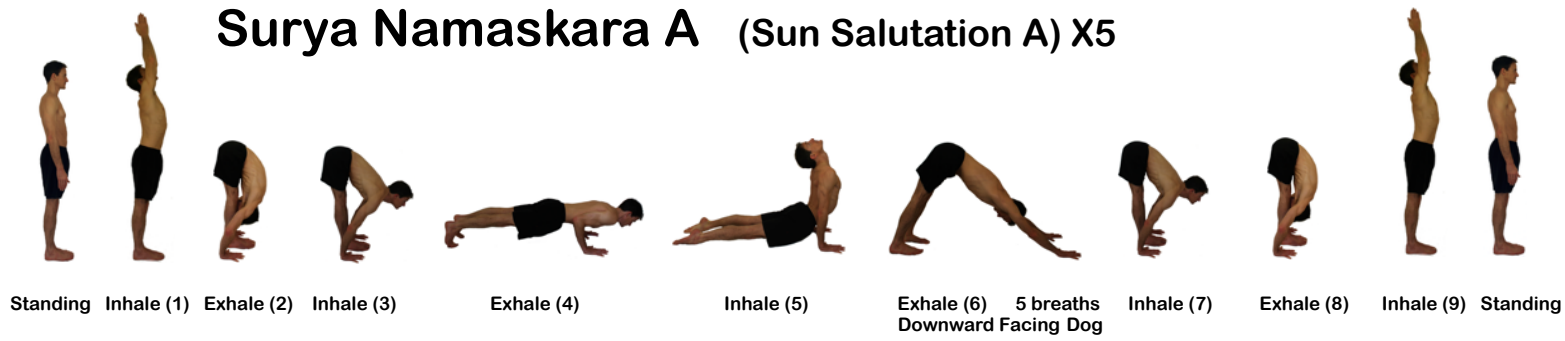 Surya Namaskara A (Sun Salutation A) X5
Standing Inhale (1) Exhale (2) Inhale (3) Exhale (4) Inhale (5) Exhale (6) 5 breaths Inhale (7) Exhale (8) Inhale (9) Standing
Downward Facing Dog